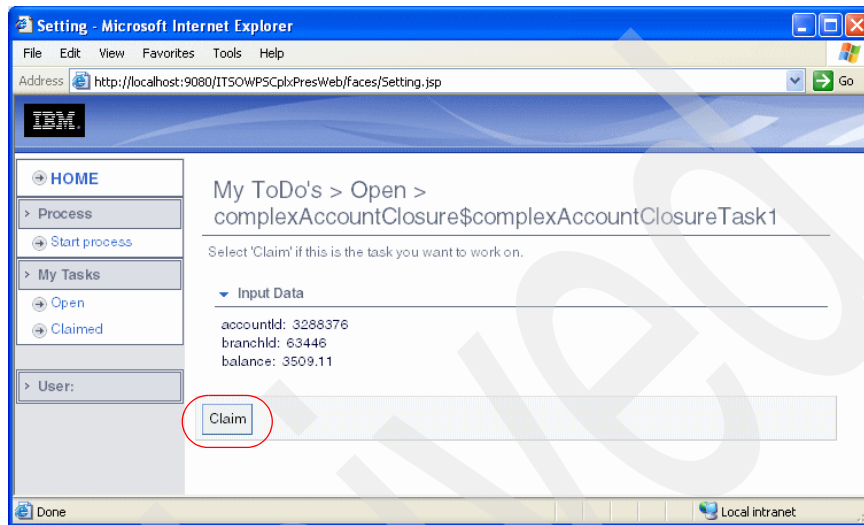 Setting - Microsoft Internet Explorer
File Edit View Favorites Tools Help
Address http://localhost:9080/ITSOWPSCplxPresWeb/faces/Setting.jsp Go
IBM.
HOME
> Process
Start process
> My Tasks
Open
Claimed
> User:
My ToDo's > Open >
complexAccountClosure$complexAccountClosureTask1
Select 'Claim' if this is the task you want to work on.
Input Data
accountId: 3288376
branchId: 63446
balance: 3509.11
Claim
Done Local intranet